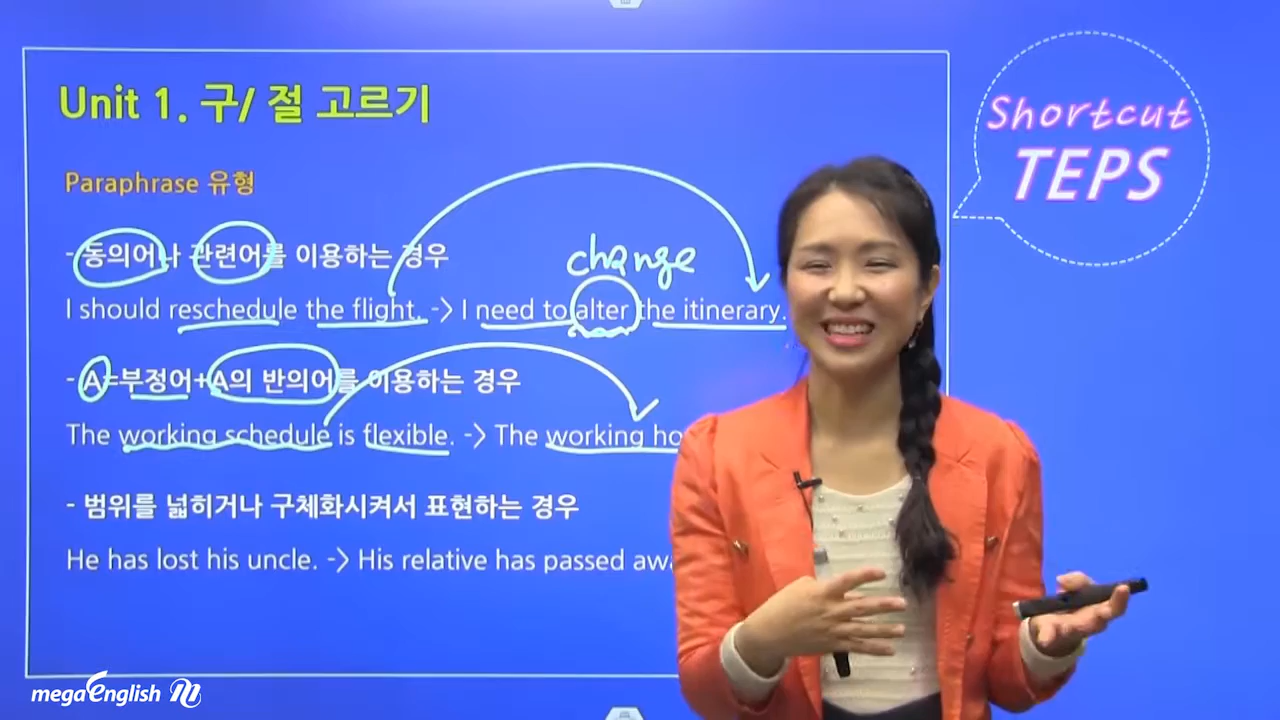 Unit 1. 구/ 절 고르기
Shortcut
TEPS
Paraphrase 유형
- 동의어나 관련어를 이용하는 경우
change
I should reschedule the flight. -> I need to alter the itinerary.
- A=부정어+A의 반의어를 이용하는 경우
The working schedule is flexible. -> The working
- 범위를 넓히거나 구체화시켜서 표현하는 경우
He has lost his uncle. -> His relative has passed
megaEnglish m